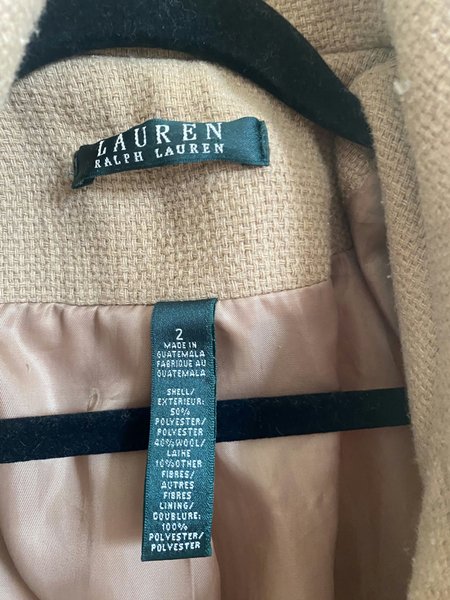 LAUREN
RALPH LAUREN
2
MADE IN
GUATEMALA
FABRIQUE AU
GUATEMALA
SHELL/
EXTERIEUR:
50%
POLYESTER/
POLYESTER
40%WOOL/
LAINE
10%OTHER
FIBRES/
AUTRES
FIBRES
LINING/
DOUBLURE:
100%
POLYESTER/
POLYESTER